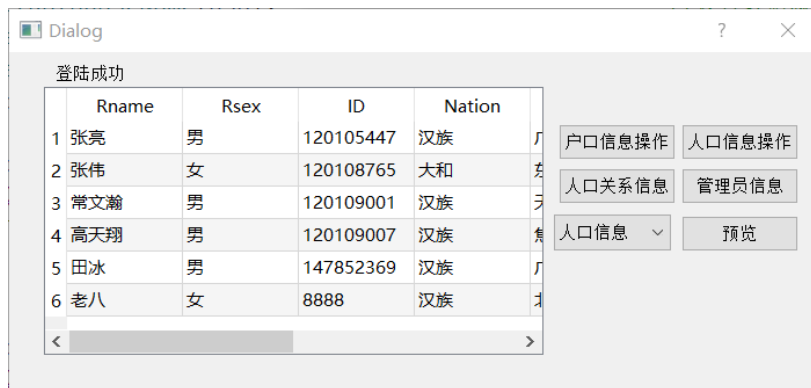 Dialog
登陆成功
Rname Rsex ID Nation
1 张亮 男 120105447 汉族
2 张伟 女 120108765 大和
3 常文瀚 男 120109001 汉族
4 高天翔 男 120109007 汉族
5 田冰 男 147852369 汉族
6 老八 女 8888 汉族
户口信息操作 人口信息操作
人口关系信息 管理员信息
人口信息 预览